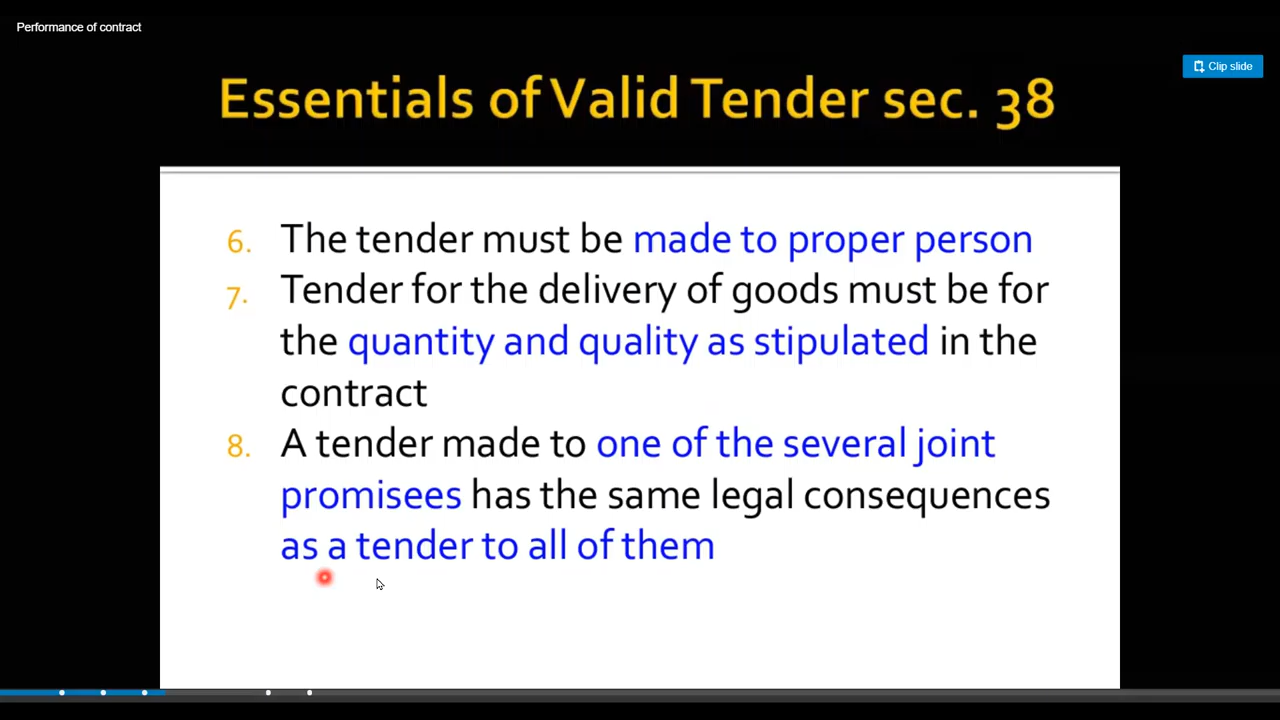 Performance of contract
Clip slide
Essentials of Valid Tender sec. 38
6. The tender must be made to proper person
7. Tender for the delivery of goods must be for
the quantity and quality as stipulated in the
contract
8. A tender made to one of the several joint
promisees has the same legal consequences
as a tender to all of them